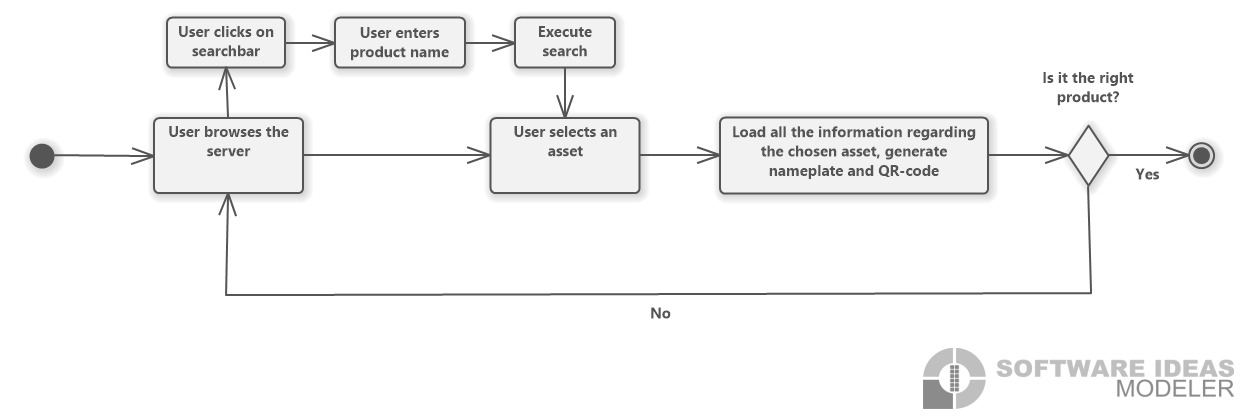 User clicks on
searchbar
User enters
product name
Execute
search
Is it the right
product?
User browses the
server
User selects an
asset
Load all the information regarding
the chosen asset, generate
nameplate and QR-code
Yes
No
SOFTWARE IDEAS
MODELER